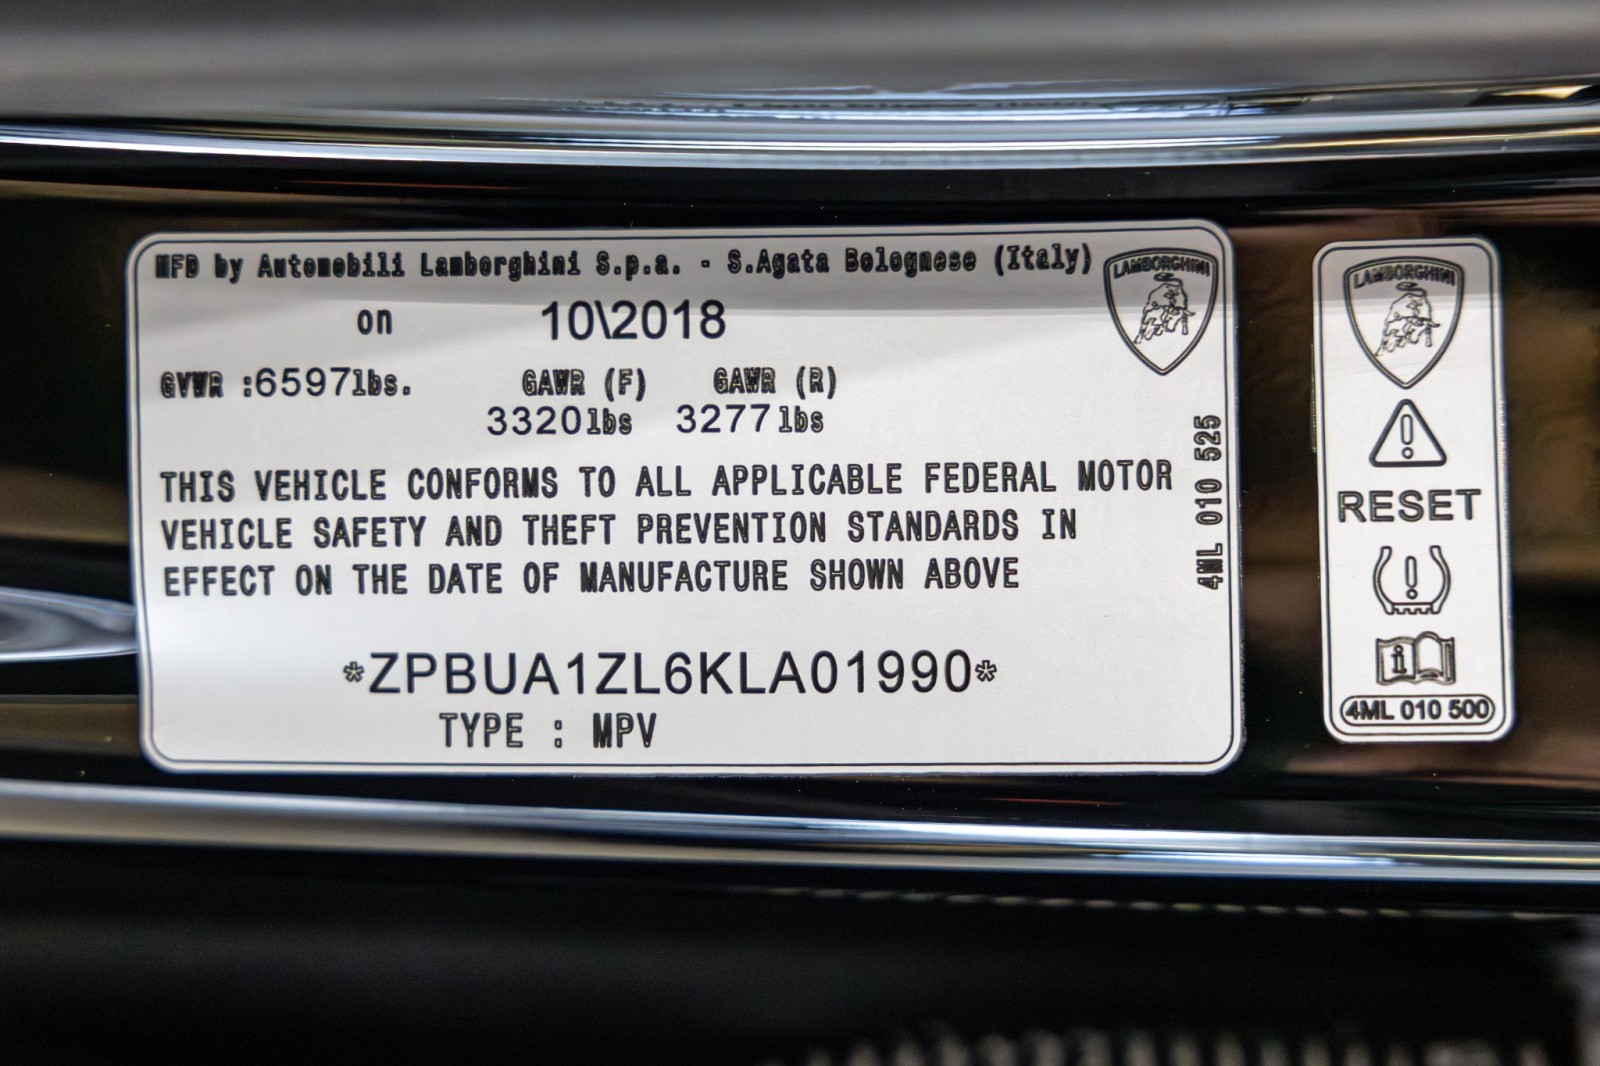 MFD by Automobili Lamborghini S.p.a. - S.Agata Bolognese (Italy)
on 10\2018
GVWR :6597lbs. GAWR (F) GAWR (R)
3320lbs 3277lbs
THIS VEHICLE CONFORMS TO ALL APPLICABLE FEDERAL MOTOR
VEHICLE SAFETY AND THEFT PREVENTION STANDARDS IN
EFFECT ON THE DATE OF MANUFACTURE SHOWN ABOVE
*ZPBUA1ZL6KLA01990*
TYPE : MPV
LAMBORGHINI
4ML 010 525
LAMBORGHINI
RESET
4ML 010 500